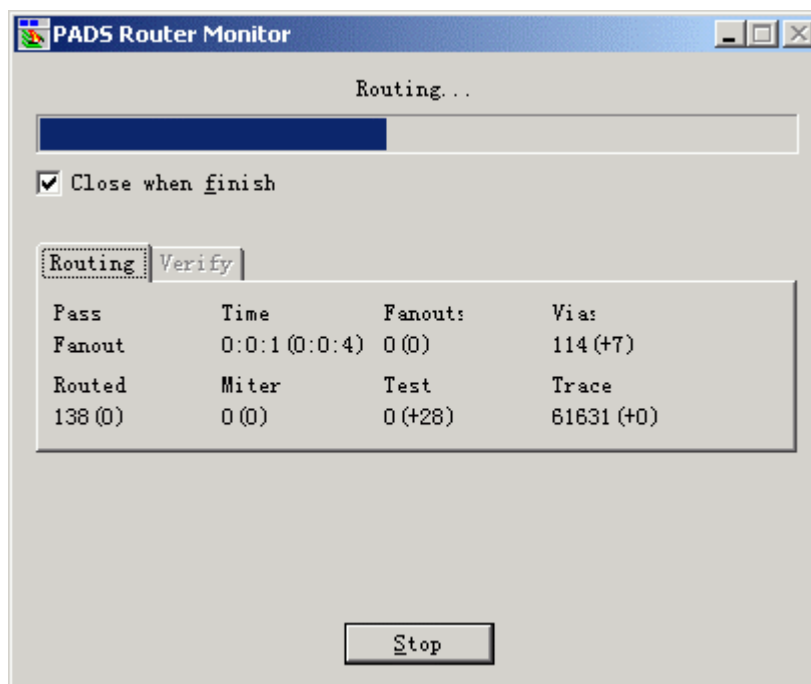 PADS Router Monitor
Routing...
Close when finish
Routing Verify
Pass Time Fanouts Vias
Fanout 0:0:1(0:0:4) 0(0) 114(+7)
Routed Miter Test Trace
138(0) 0(0) 0(+28) 61631(+0)
Stop